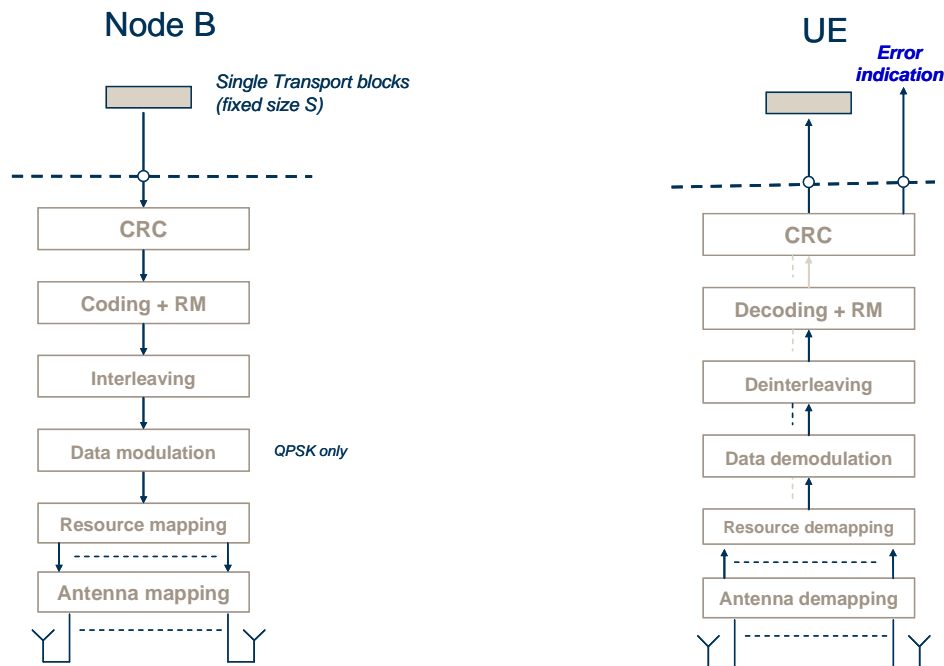 Node B
Single Transport blocks
(fixed size S)
CRC
Coding + RM
Interleaving
Data modulation
QPSK only
Resource mapping
Antenna mapping
UE
Error
indication
CRC
Decoding + RM
Deinterleaving
Data demodulation
Resource demapping
Antenna demapping